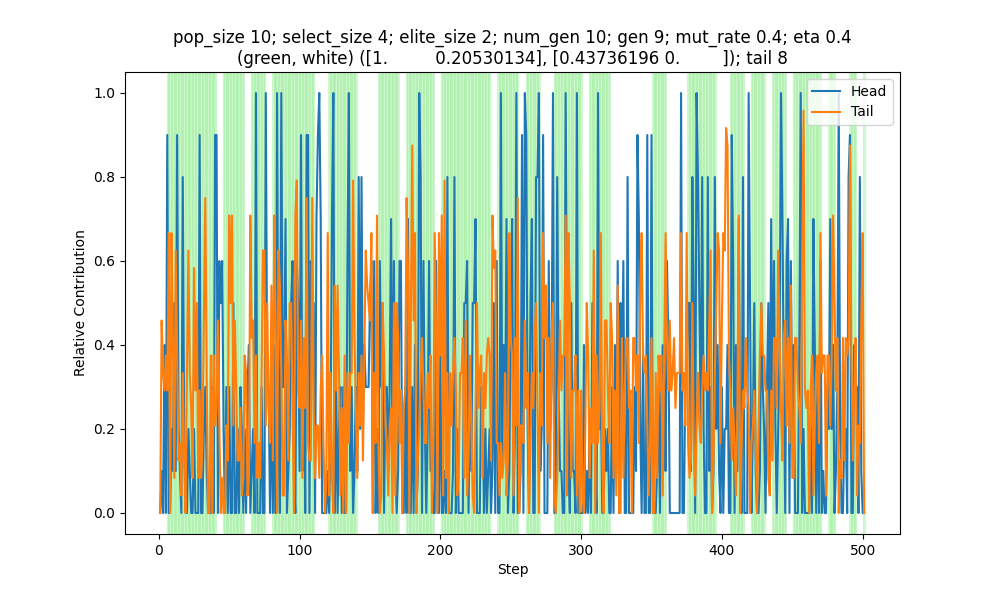 pop_size 10; select_size 4; elite_size 2; num_gen 10; gen 9; mut_rate 0.4; eta 0.4
(green, white) ([1.          0.20530134], [0.43736196 0.         ]); tail 8
Head
Tail
1.0
0.8
0.6
0.4
0.2
0.0
Relative Contribution
0
100
200
300
400
500
Step